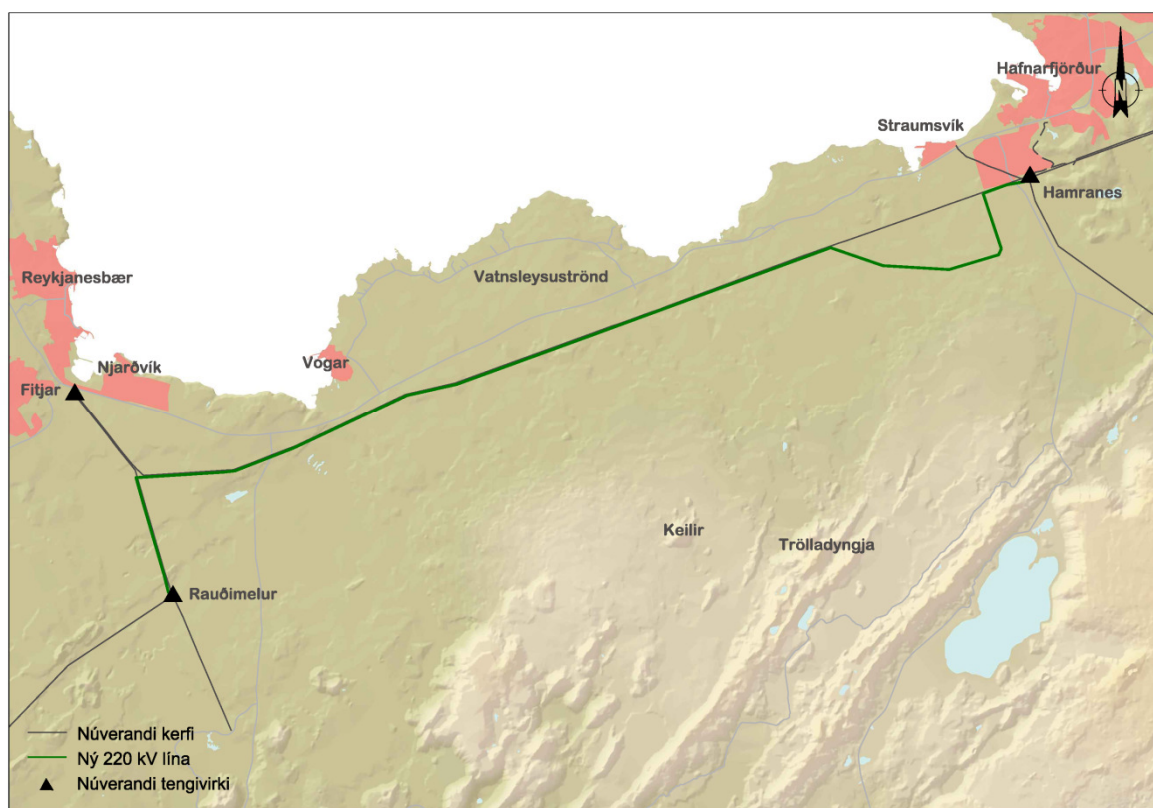 Hafnarfjörður
N
Straumsvík
Hamranes
Reykjanesbær
Vatnsleysuströnd
Vogar
Njarðvík
Fitjar
Keilir
Trölladyngja
Rauðimelur
Núverandi kerfi
Ný 220 kV lína
Núverandi tengivirki